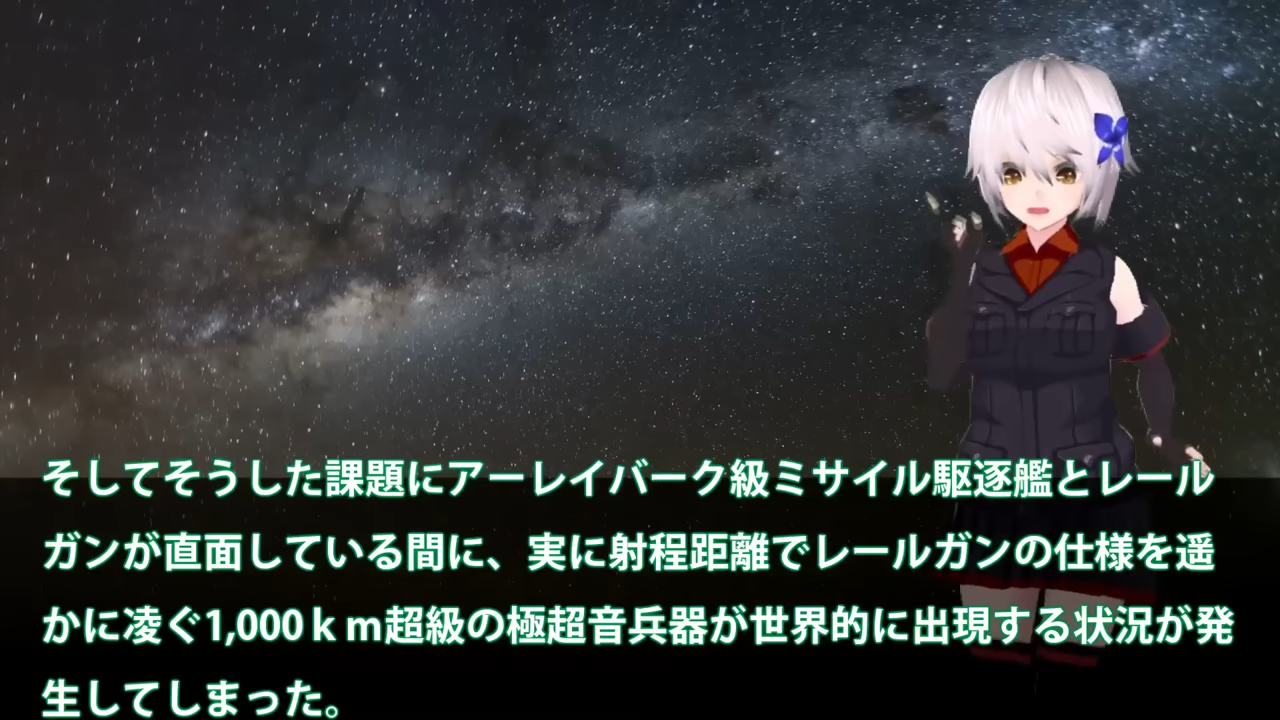 そしてそうした課題にアーレイバーク級ミサイル駆逐艦とレール
ガンが直面している間に、実に射程距離でレールガンの仕様を遥
かに凌ぐ1,000ｋｍ超級の極超音兵器が世界的に出現する状況が発
生してしまった。